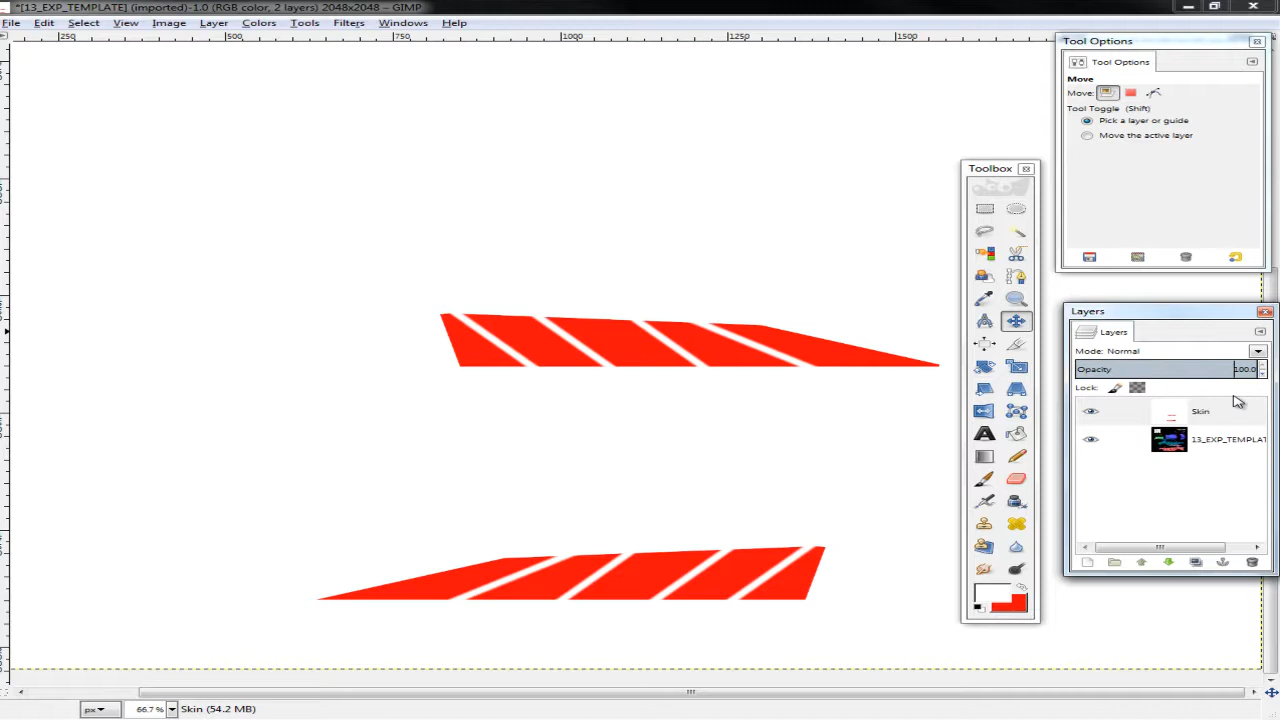 *[13_EXP_TEMPLATE] (imported)-1.0 (RGB color, 2 layers) 2048x2048 – GIMP
File Edit Select View Image Layer Colors Tools Filters Windows Help
250 500 750 1000 1250 1500
Tool Options
Tool Options
Move
Move:
Tool Toggle (Shift)
Pick a layer or guide
Move the active layer
Toolbox
Layers
Layers
Mode: Normal
Opacity 100.0
Lock:
Skin
13_EXP_TEMPLAT
px 66.7% Skin (54.2 MB)